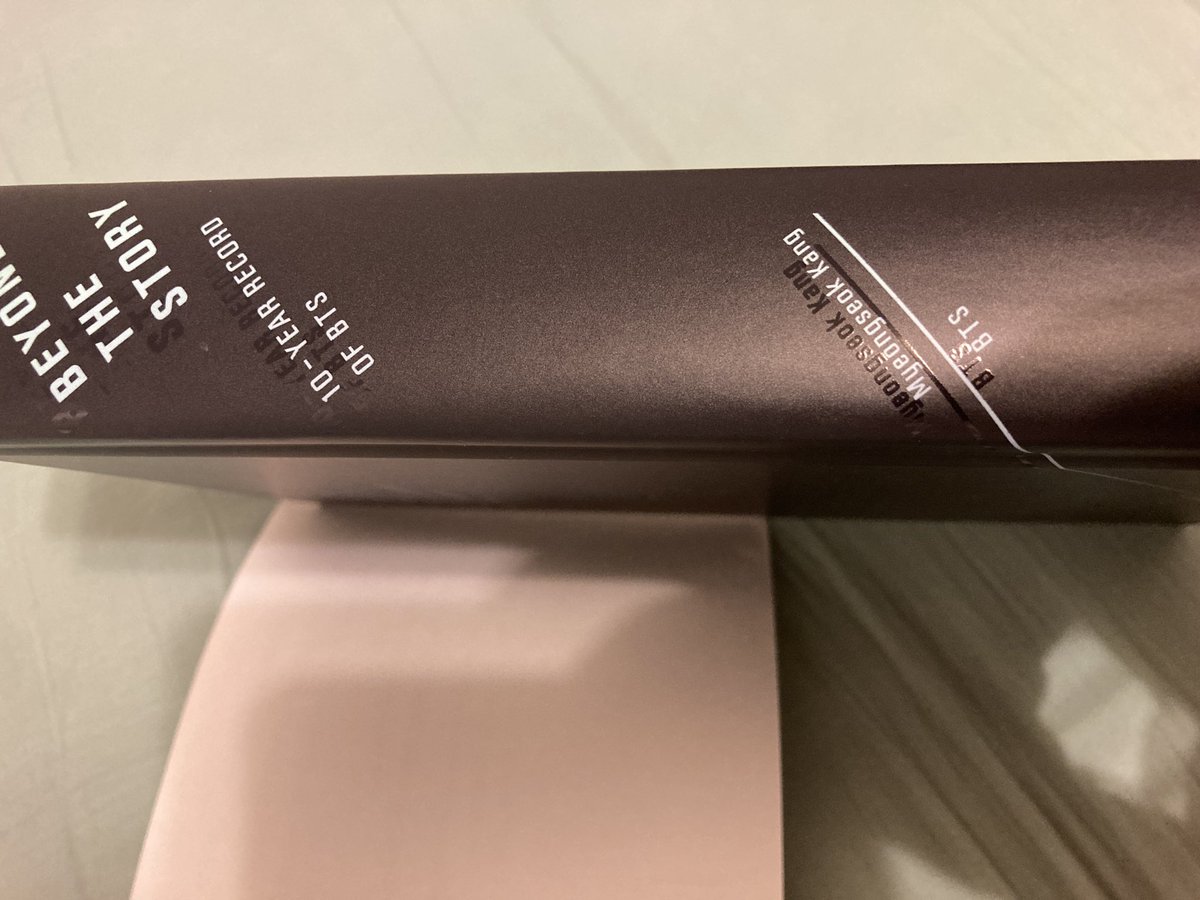 BEYOND
THE
STORY
10-YEAR RECORD
OF BTS
Myeongseok Kang
BTS